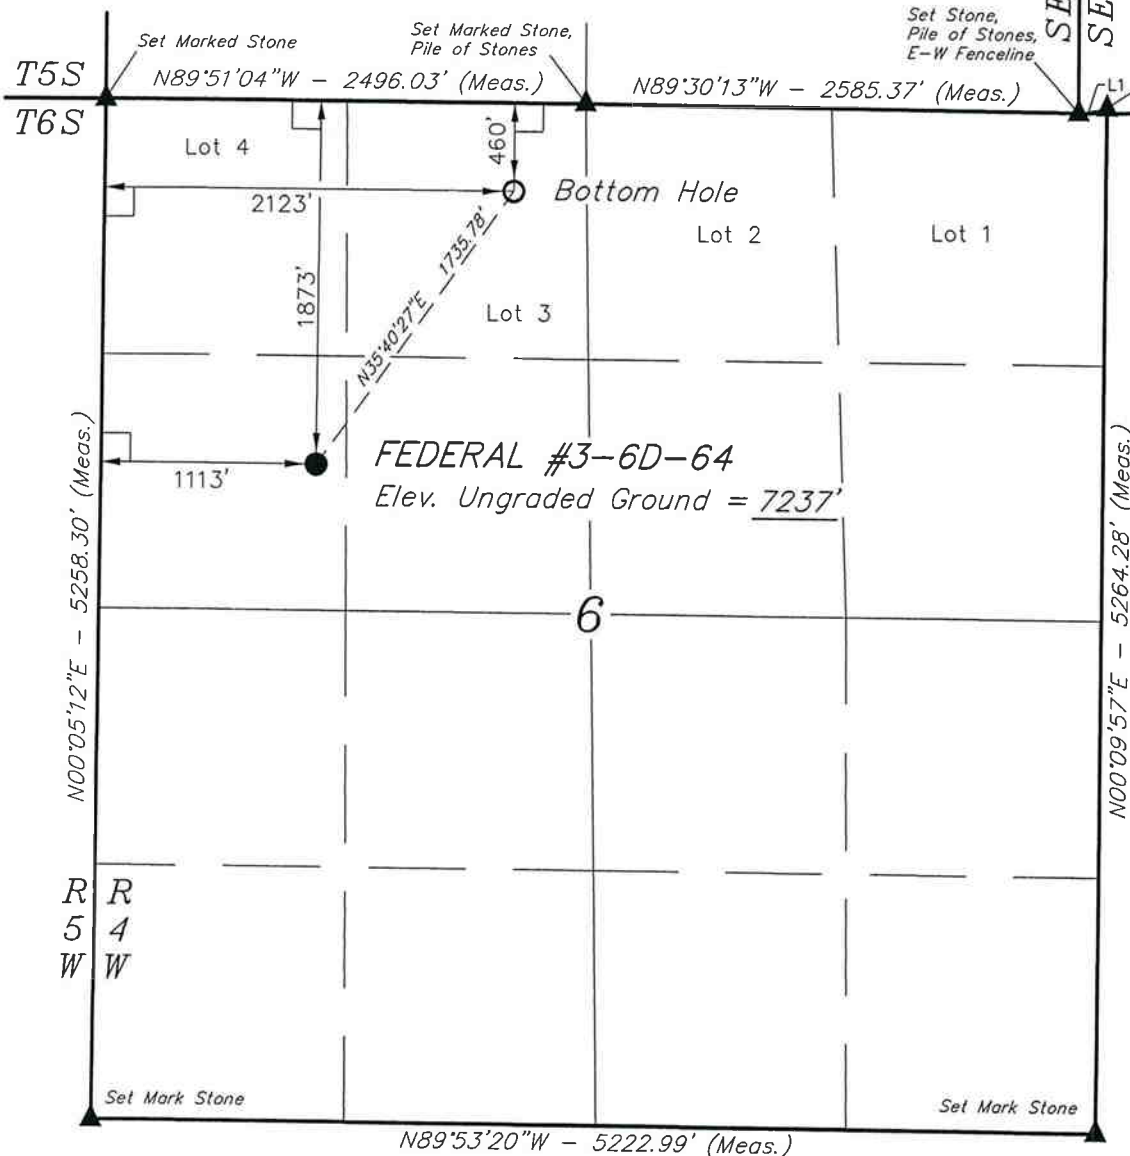 Set Marked Stone
Set Marked Stone,
Pile of Stones
Set Stone,
Pile of Stones,
E-W Fenceline
SE
SE
T5S
N89°51'04"W - 2496.03' (Meas.)
N89°30'13"W - 2585.37' (Meas.)
L1
T6S
Lot 4
460'
2123'
Bottom Hole
Lot 2
Lot 1
1873'
N35°40'27"E 1735.78'
Lot 3
1113'
FEDERAL #3-6D-64
Elev. Ungraded Ground = 7237'
N00°05'12"E - 5258.30' (Meas.)
N00°09'57"E - 5264.28' (Meas.)
6
R R
5 4
W W
Set Mark Stone
Set Mark Stone
N89°53'20"W - 5222.99' (Meas.)